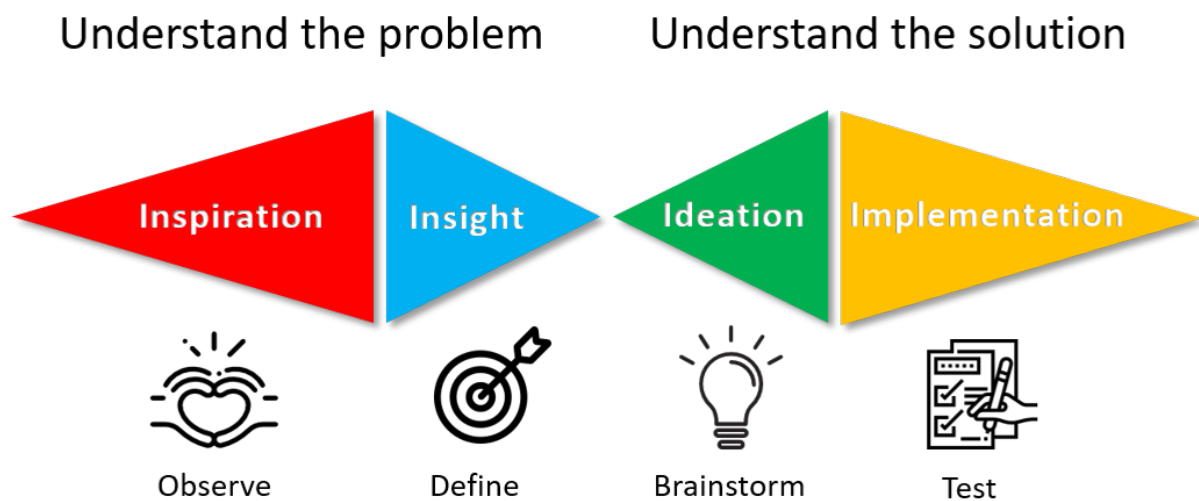 Understand the problem
Understand the solution
Inspiration
Insight
Ideation
Implementation
Observe
Define
Brainstorm
Test